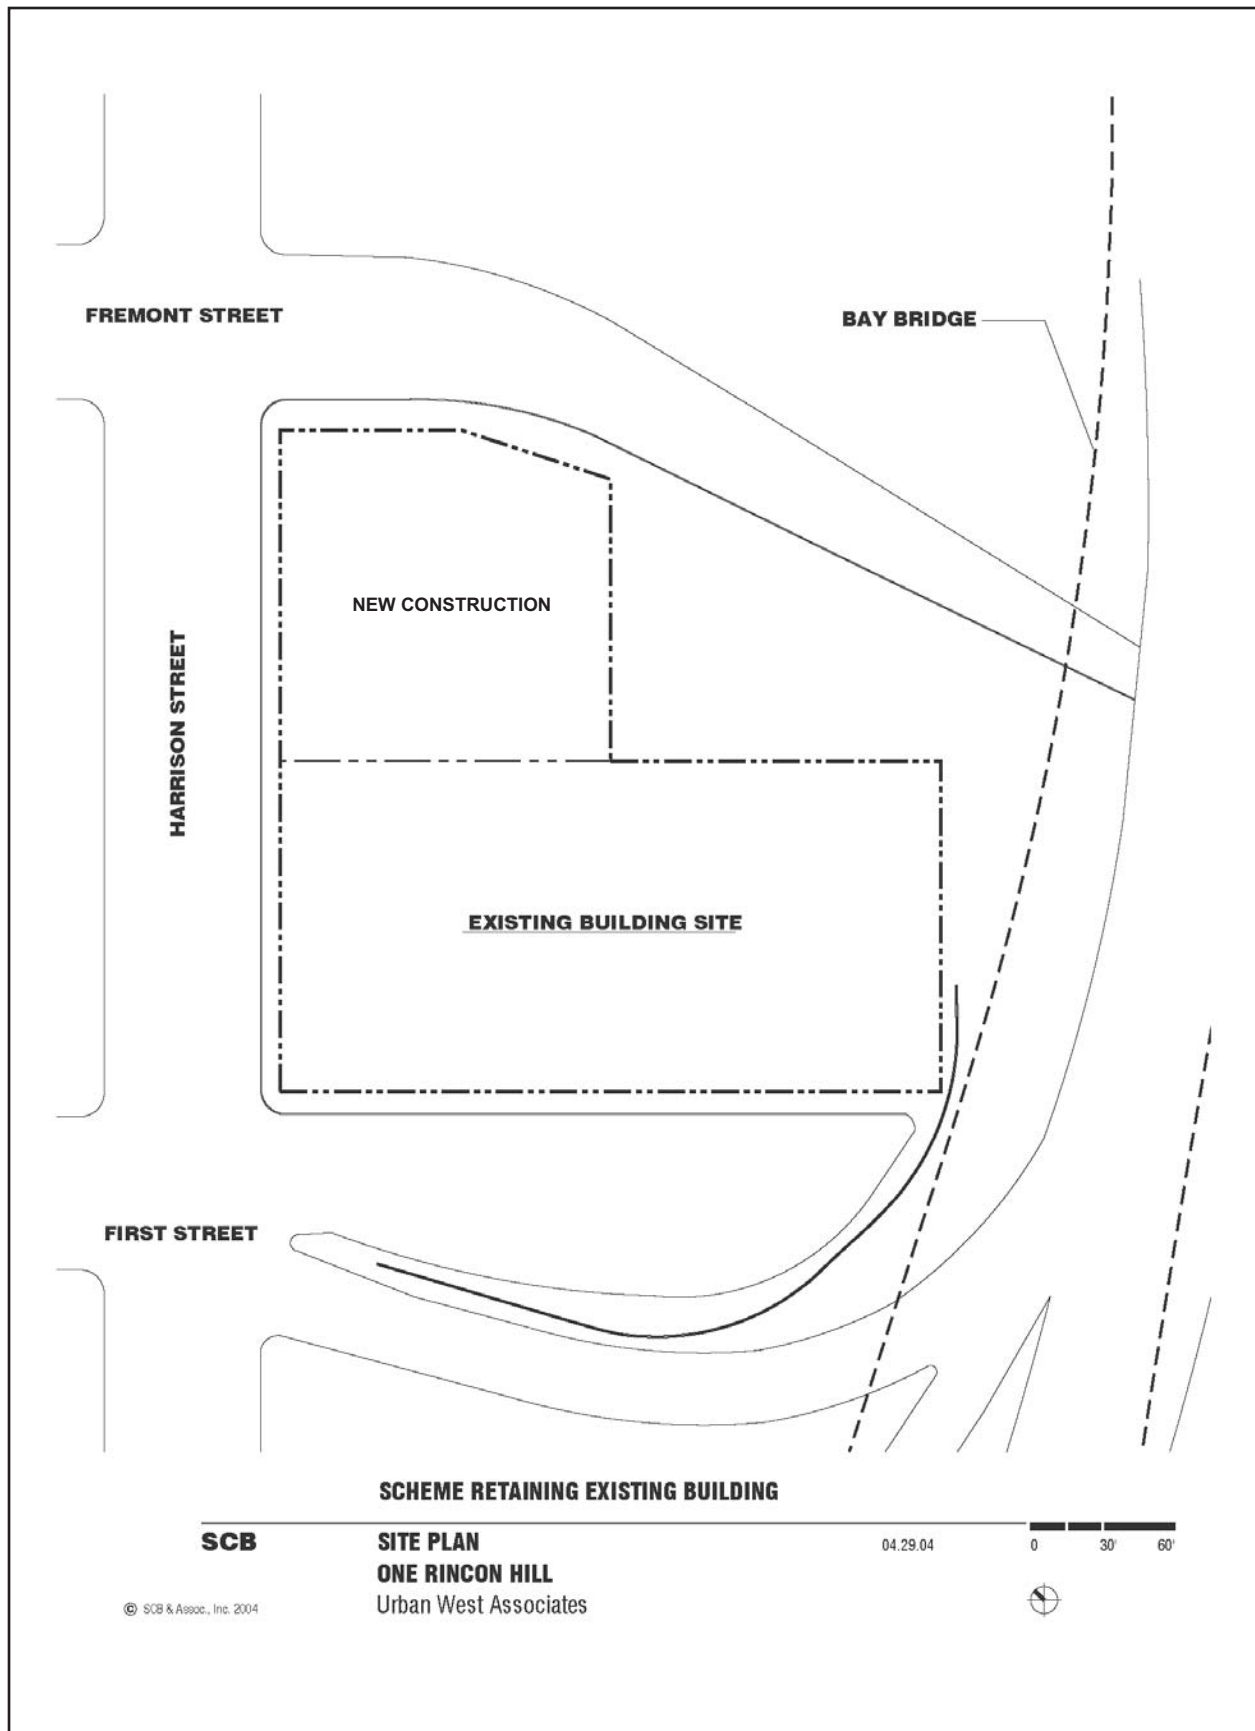 FREMONT STREET
BAY BRIDGE
NEW CONSTRUCTION
HARRISON STREET
EXISTING BUILDING SITE
FIRST STREET
SCHEME RETAINING EXISTING BUILDING
SCB
SITE PLAN
04.29.04
0 30' 60'
ONE RINCON HILL
Urban West Associates
© SCB & Assoc., Inc. 2004